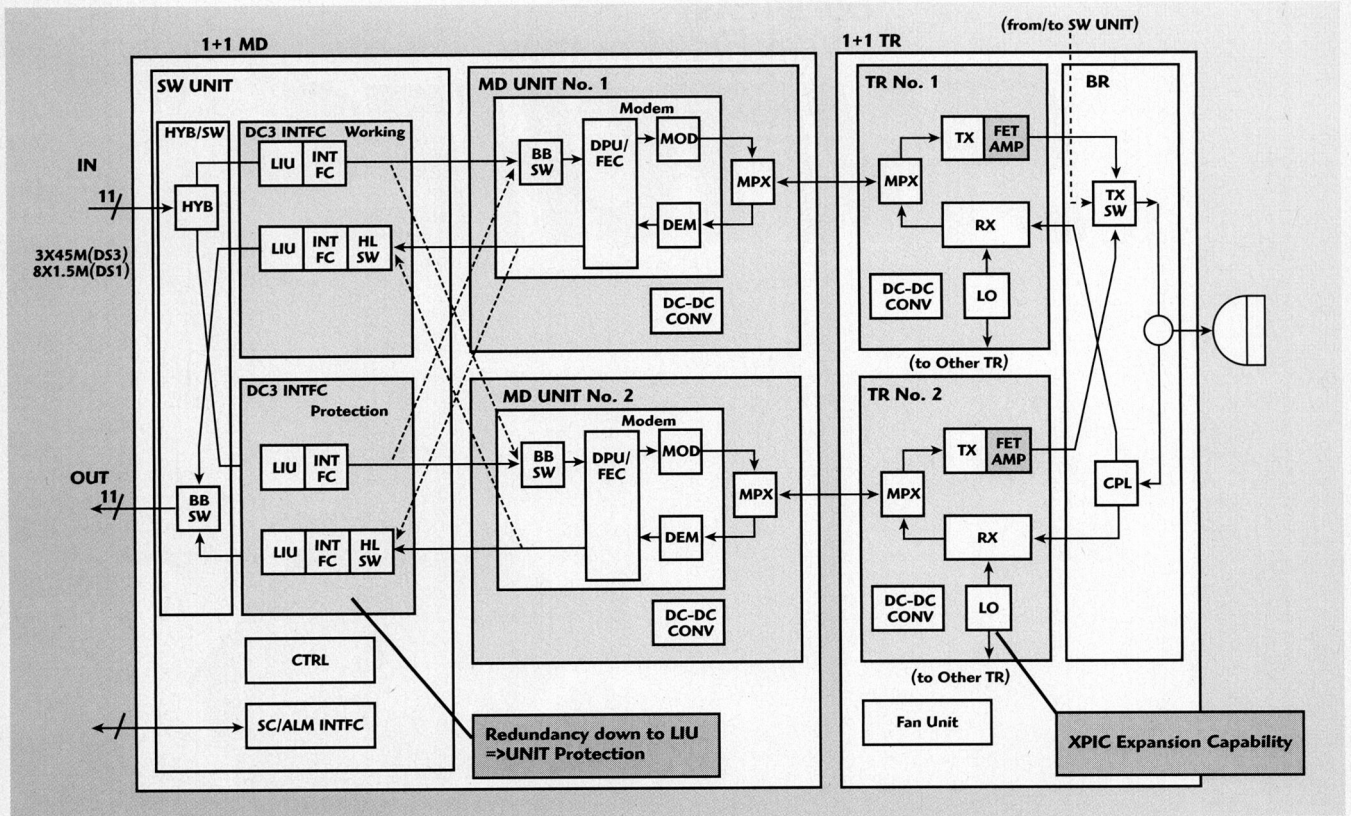 (from/to SW UNIT)
1+1 MD
1+1 TR
SW UNIT
MD UNIT No. 1
TR No. 1
BR
HYB/SW
DC3 INTFC Working
Modem
LIU
INT
FC
BB
SW
DPU/
FEC
MOD
MPX
MPX
TX
FET
AMP
IN
11
HYB
TX
SW
3X45M(DS3)
8X1.5M(DS1)
LIU
INT
FC
HL
SW
DEM
RX
DC-DC
CONV
DC-DC
CONV
LO
(to Other TR)
DC3 INTFC
Protection
MD UNIT No. 2
TR No. 2
Modem
LIU
INT
FC
BB
SW
DPU/
FEC
MOD
MPX
MPX
TX
FET
AMP
OUT
11
BB
SW
CPL
LIU
INT
FC
HL
SW
DEM
RX
DC-DC
CONV
DC-DC
CONV
LO
CTRL
(to Other TR)
SC/ALM INTFC
Redundancy down to LIU
=>UNIT Protection
Fan Unit
XPIC Expansion Capability